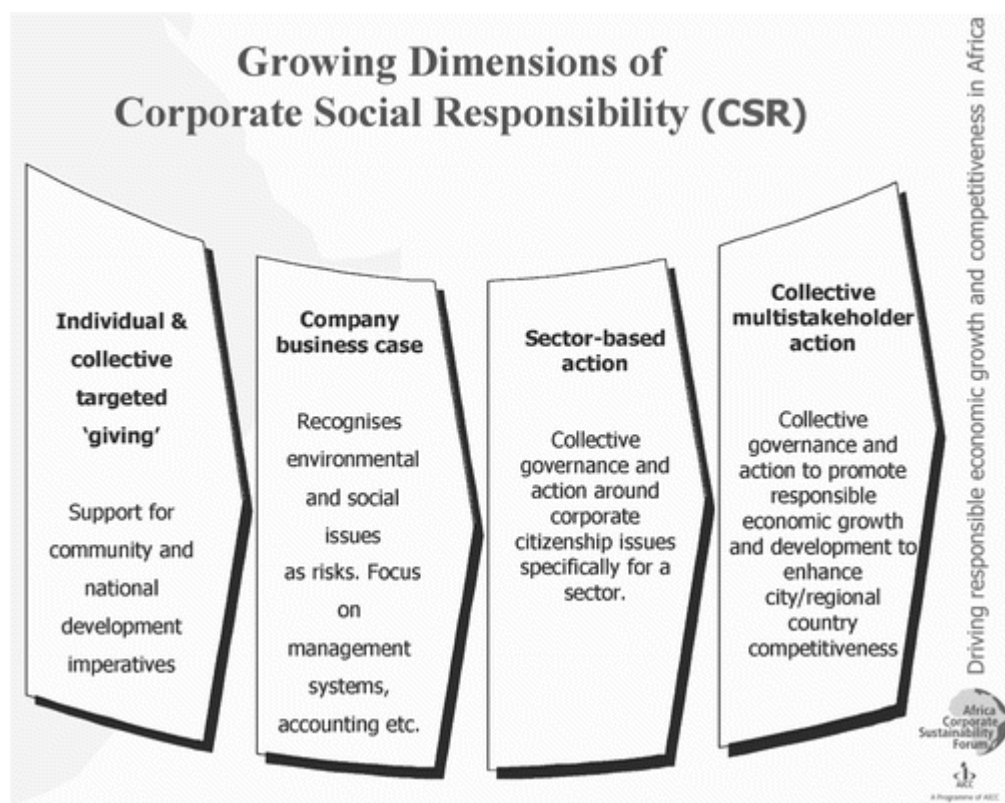 Growing Dimensions of
Corporate Social Responsibility (CSR)
Individual &
collective
targeted
‘giving’
Support for
community and
national
development
imperatives
Company
business case
Recognises
environmental
and social
issues
as risks. Focus
on
management
systems,
accounting etc.
Sector-based
action
Collective
governance and
action around
corporate
citizenship issues
specifically for a
sector.
Collective
multistakeholder
action
Collective
governance and
action to promote
responsible
economic growth
and development to
enhance
city/regional
country
competitiveness
Driving responsible economic growth and competitiveness in Africa
Africa
Corporate
Sustainability
Forum
AICC
A Programme of AICC